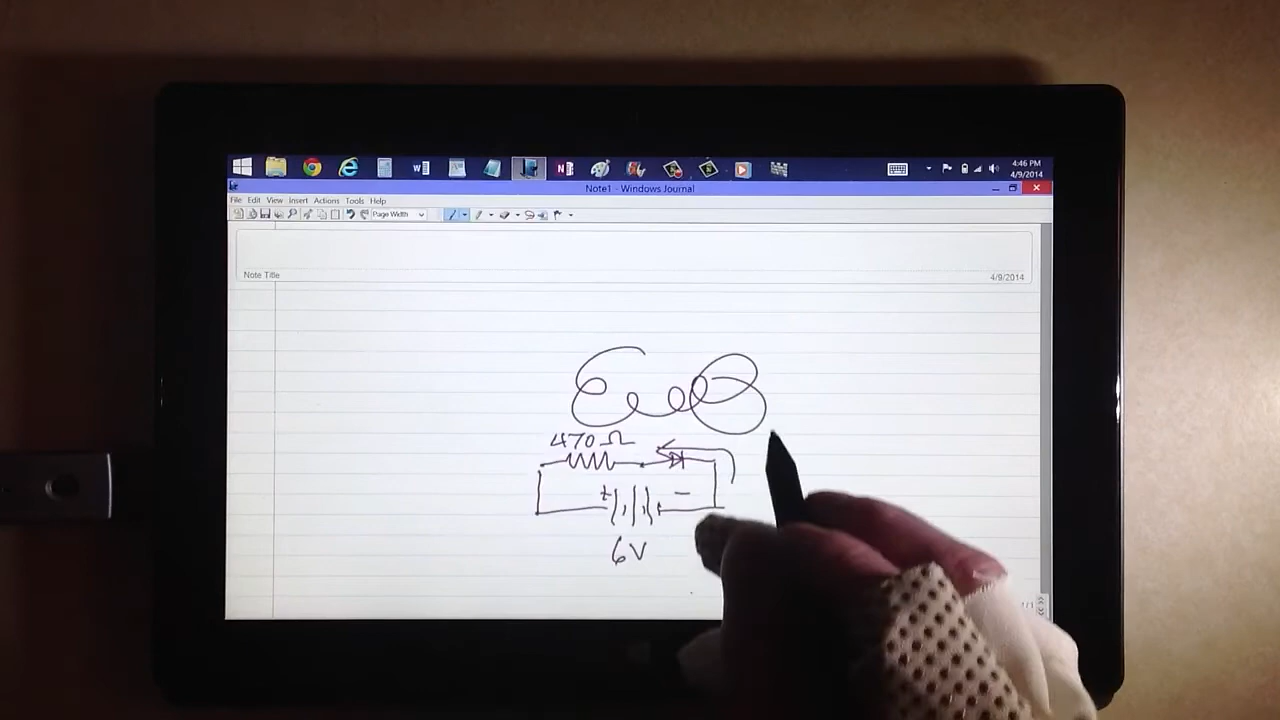 4:46 PM
4/9/2014
Note1 - Windows Journal
File Edit View Insert Actions Tools Help
Page Width
Note Title
4/9/2014
470 Ω
+ −
6V